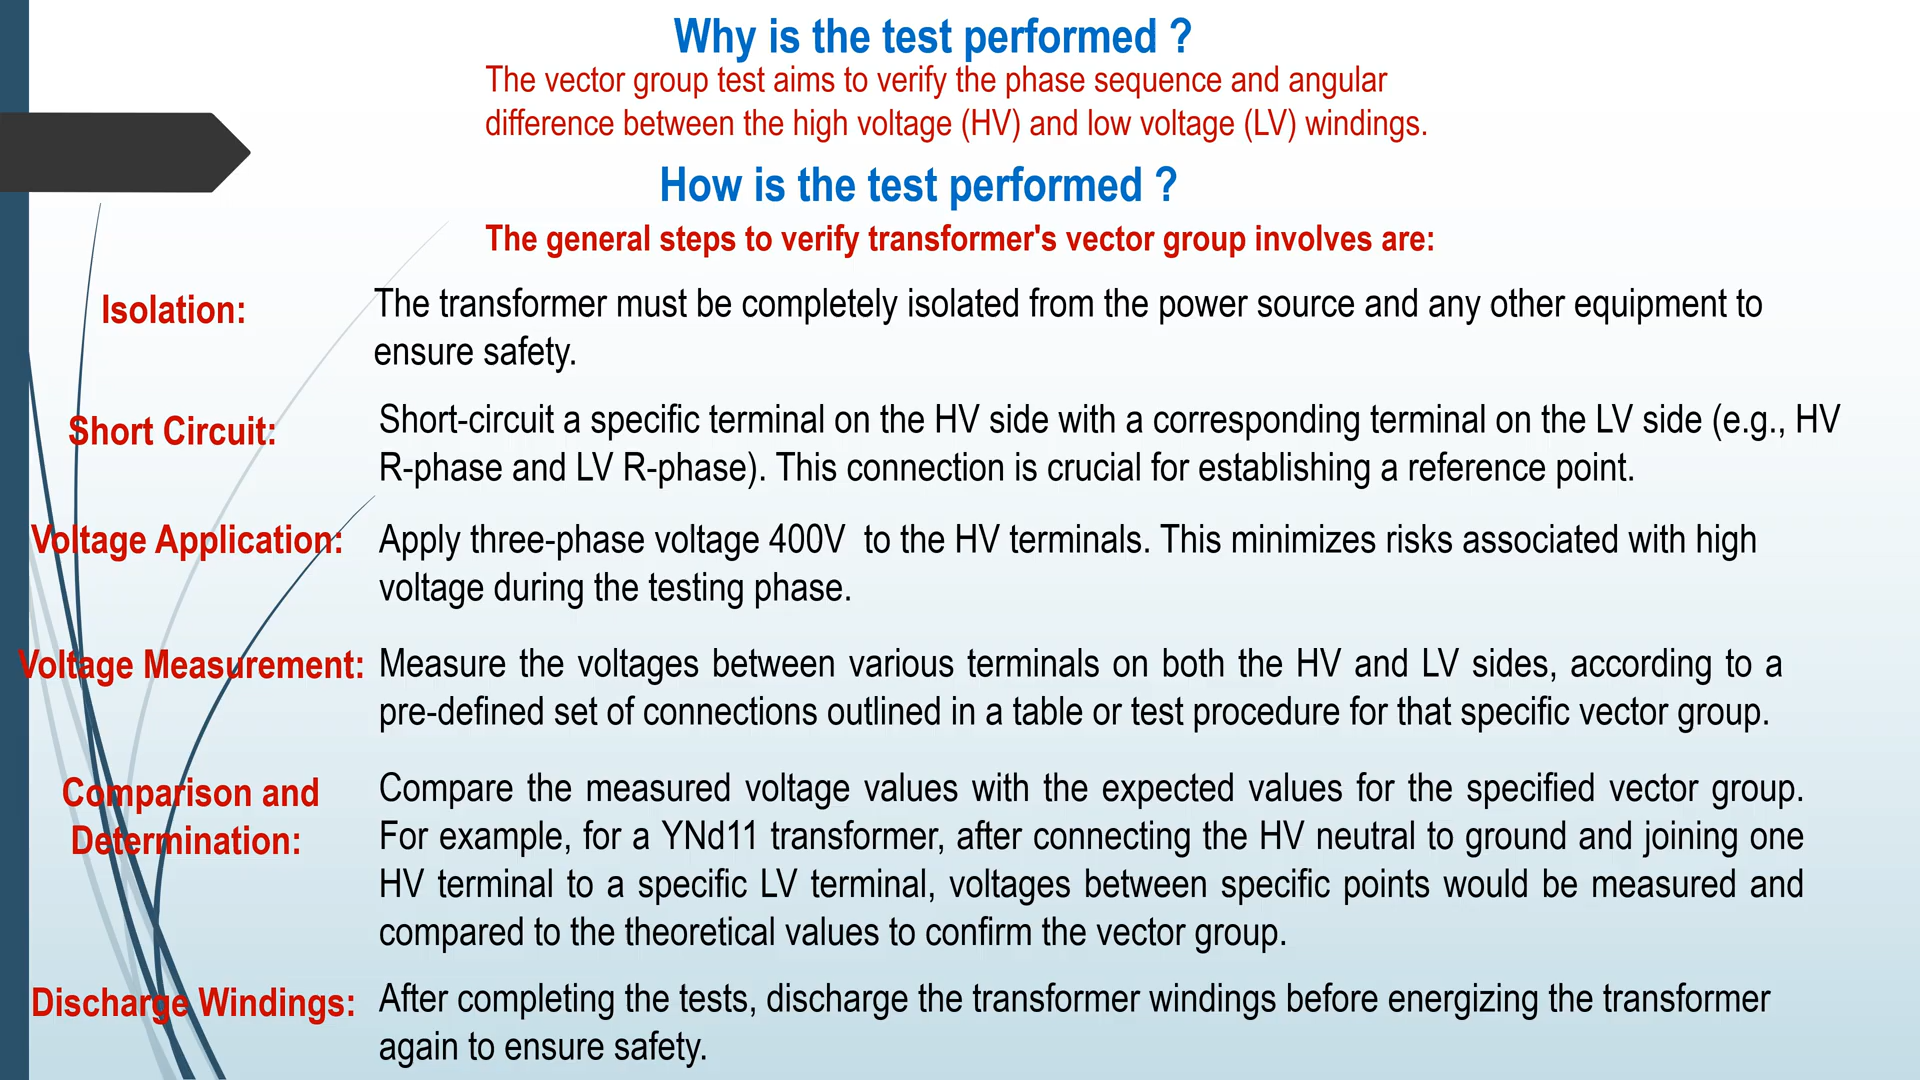 Why is the test performed ?
The vector group test aims to verify the phase sequence and angular
difference between the high voltage (HV) and low voltage (LV) windings.
How is the test performed ?
The general steps to verify transformer's vector group involves are:
Isolation:
The transformer must be completely isolated from the power source and any other equipment to
ensure safety.
Short Circuit:
Short-circuit a specific terminal on the HV side with a corresponding terminal on the LV side (e.g., HV
R-phase and LV R-phase). This connection is crucial for establishing a reference point.
Voltage Application:
Apply three-phase voltage 400V  to the HV terminals. This minimizes risks associated with high
voltage during the testing phase.
Voltage Measurement:
Measure the voltages between various terminals on both the HV and LV sides, according to a
pre-defined set of connections outlined in a table or test procedure for that specific vector group.
Comparison and
Determination:
Compare the measured voltage values with the expected values for the specified vector group.
For example, for a YNd11 transformer, after connecting the HV neutral to ground and joining one
HV terminal to a specific LV terminal, voltages between specific points would be measured and
compared to the theoretical values to confirm the vector group.
Discharge Windings:
After completing the tests, discharge the transformer windings before energizing the transformer
again to ensure safety.